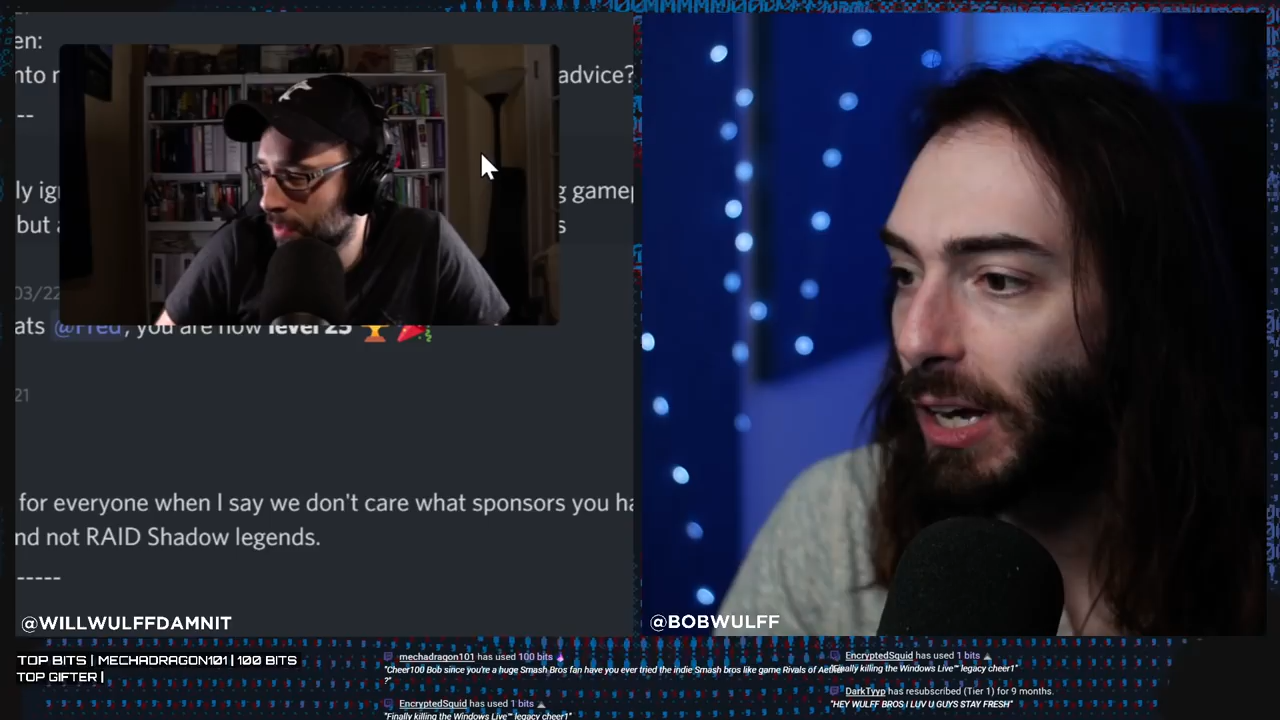 en:
nto
advice?
--
ly
g
but
s
03/22
ats @Fred, you are now level 25
21
for everyone when I say we don't care what sponsors you
nd not RAID Shadow legends.
-----
@WILLWULFFDAMNIT
@BOBWULFF
TOP BITS | MECHADRAGON101 | 100 BITS
TOP GIFTER |
mechadragon101 has used 100 bits
"Cheer100 Bob since you're a huge Smash Bros fan have you ever tried the indie Smash bros like game Rivals of
?"
EncryptedSquid has used 1 bits
"Finally killing the Windows Live™ legacy cheer1"
EncryptedSquid has used 1 bits
"Finally killing the Windows Live™ legacy cheer1"
DarkTyyp has resubscribed (Tier 1) for 9 months.
"HEY WULFF BROS I LUV U GUYS STAY FRESH"